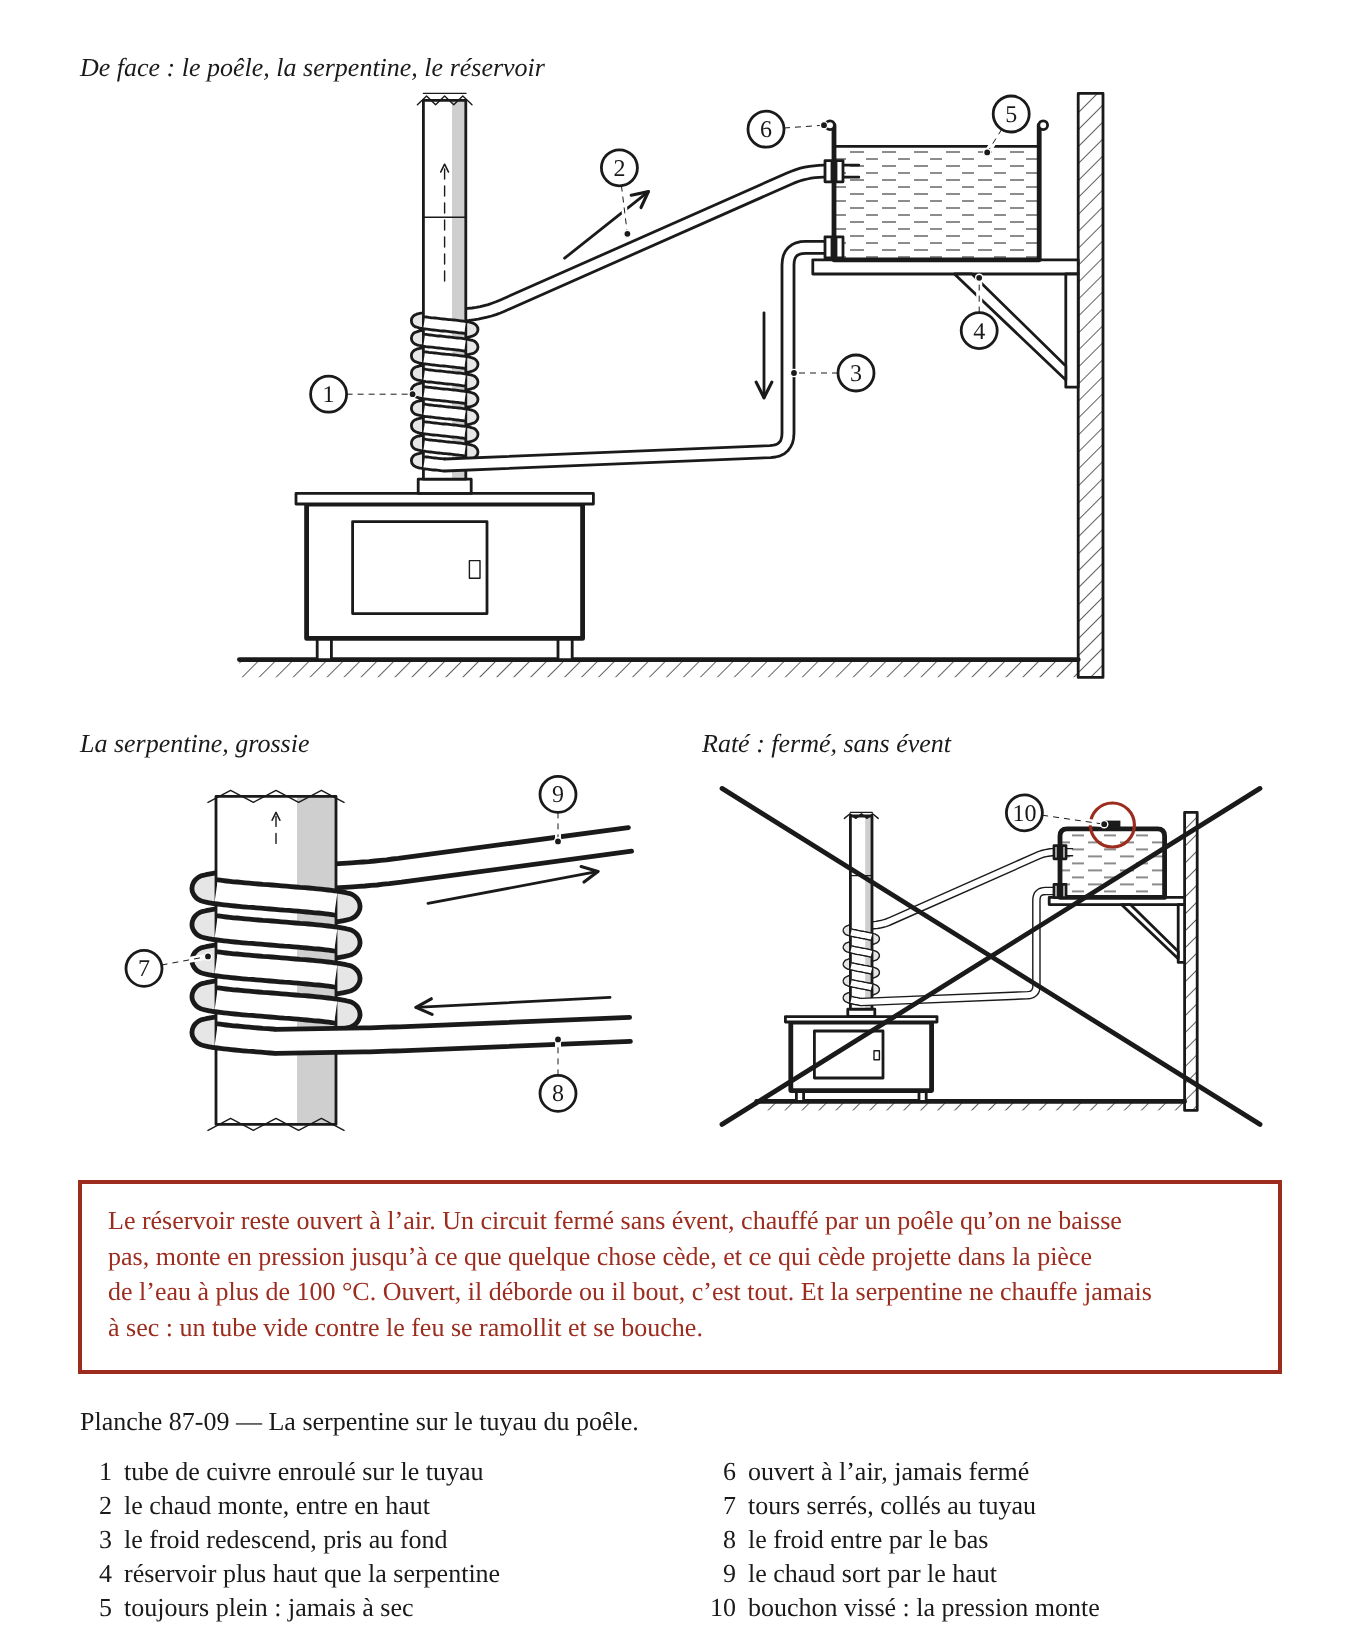 De face : le poêle, la serpentine, le réservoir
6
5
2
4
3
1
La serpentine, grossie
Raté : fermé, sans évent
9
10
7
8
Le réservoir reste ouvert à l’air. Un circuit fermé sans évent, chauffé par un poêle qu’on ne baisse
pas, monte en pression jusqu’à ce que quelque chose cède, et ce qui cède projette dans la pièce
de l’eau à plus de 100 °C. Ouvert, il déborde ou il bout, c’est tout. Et la serpentine ne chauffe jamais
à sec : un tube vide contre le feu se ramollit et se bouche.
Planche 87-09 — La serpentine sur le tuyau du poêle.
1 tube de cuivre enroulé sur le tuyau
2 le chaud monte, entre en haut
3 le froid redescend, pris au fond
4 réservoir plus haut que la serpentine
5 toujours plein : jamais à sec
6 ouvert à l’air, jamais fermé
7 tours serrés, collés au tuyau
8 le froid entre par le bas
9 le chaud sort par le haut
10 bouchon vissé : la pression monte